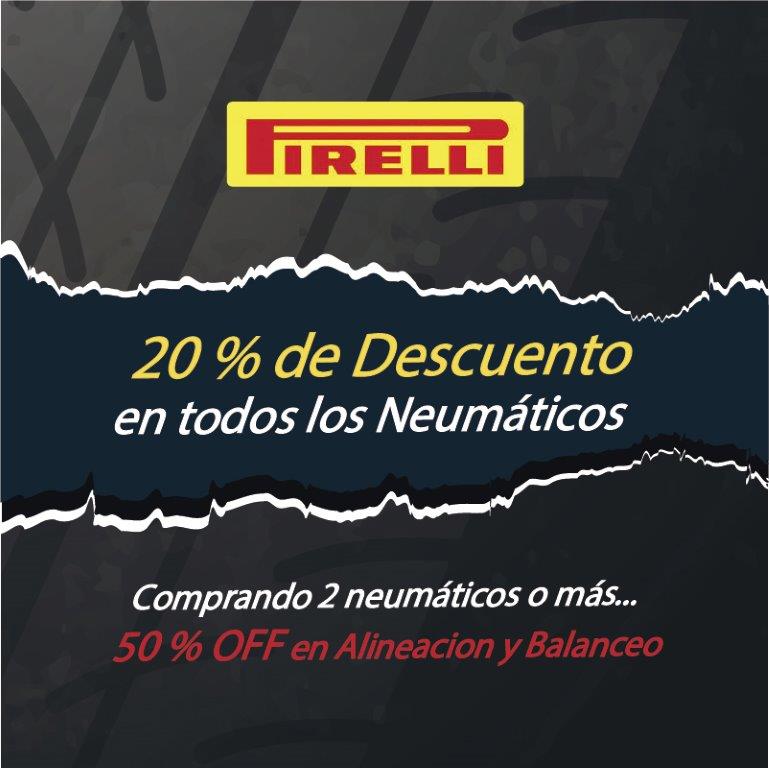 PIRELLI
20 % de Descuento
en todos los Neumáticos
Comprando 2 neumáticos o más...
50 % OFF en Alineacion y Balanceo